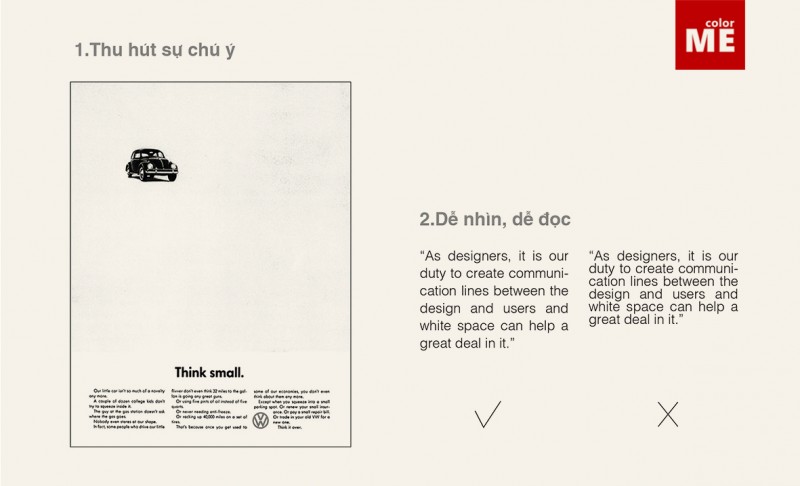 color
ME
1.Thu hút sự chú ý
Think small.
Our little car isn't so much of a novelty
any more.
A couple of dozen college kids don't
try to squeeze inside it.
The guy at the gas station doesn't ask
where the gas goes.
Nobody even stares at our shape.
In fact, some people who drive our little
flivver don't even think 32 miles to the gal-
lon is going any great guns.
Or using five pints of oil instead of five
quarts.
Or never needing anti-freeze.
Or racking up 40,000 miles on a set of
tires.
That's because once you get used to
some of our economies, you don't even
think about them any more.
Except when you squeeze into a small
parking spot. Or renew your small insur-
ance. Or pay a small repair bill.
Or trade in your old VW for a
new one.
Think it over.
2.Dễ nhìn, dễ đọc
“As designers, it is our
duty to create communi-
cation lines between the
design and users and
white space can help a
great deal in it.”
“As designers, it is our
duty to create communi-
cation lines between the
design and users and
white space can help a
great deal in it.”